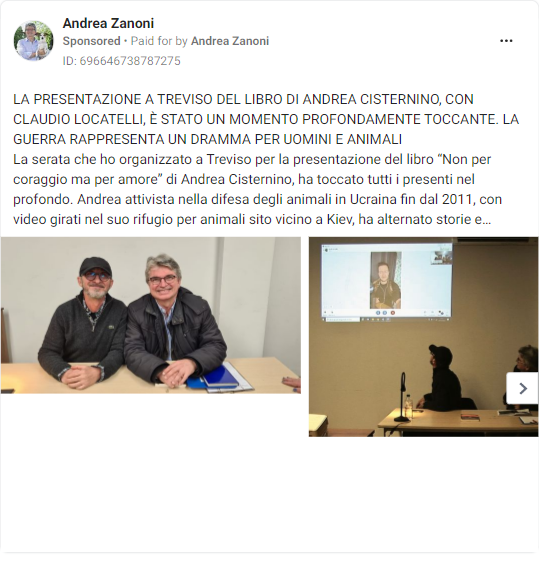 Andrea Zanoni
Sponsored • Paid for by Andrea Zanoni
ID: 696646738787275
LA PRESENTAZIONE A TREVISO DEL LIBRO DI ANDREA CISTERNINO, CON
CLAUDIO LOCATELLI, È STATO UN MOMENTO PROFONDAMENTE TOCCANTE. LA
GUERRA RAPPRESENTA UN DRAMMA PER UOMINI E ANIMALI
La serata che ho organizzato a Treviso per la presentazione del libro “Non per
coraggio ma per amore” di Andrea Cisternino, ha toccato tutti i presenti nel
profondo. Andrea attivista nella difesa degli animali in Ucraina fin dal 2011, con
video girati nel suo rifugio per animali sito vicino a Kiev, ha alternato storie e...